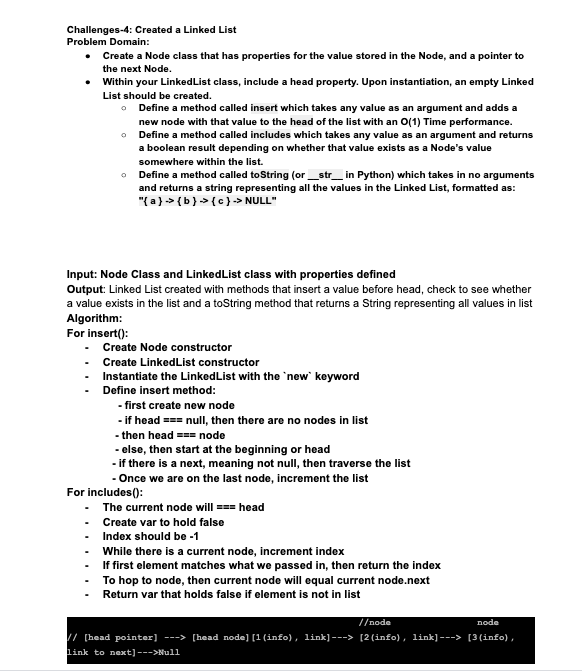 Challenges-4: Created a Linked List
Problem Domain:
• Create a Node class that has properties for the value stored in the Node, and a pointer to
the next Node.
• Within your LinkedList class, include a head property. Upon instantiation, an empty Linked
List should be created.
○ Define a method called insert which takes any value as an argument and adds a
new node with that value to the head of the list with an O(1) Time performance.
○ Define a method called includes which takes any value as an argument and returns
a boolean result depending on whether that value exists as a Node's value
somewhere within the list.
○ Define a method called toString (or __str__ in Python) which takes in no arguments
and returns a string representing all the values in the Linked List, formatted as:
"{ a } -> { b } -> { c } -> NULL"
Input: Node Class and LinkedList class with properties defined
Output: Linked List created with methods that insert a value before head, check to see whether
a value exists in the list and a toString method that returns a String representing all values in list
Algorithm:
For insert():
- Create Node constructor
- Create LinkedList constructor
- Instantiate the LinkedList with the `new` keyword
- Define insert method:
- first create new node
- if head === null, then there are no nodes in list
- then head === node
- else, then start at the beginning or head
- if there is a next, meaning not null, then traverse the list
- Once we are on the last node, increment the list
For includes():
- The current node will === head
- Create var to hold false
- Index should be -1
- While there is a current node, increment index
- If first element matches what we passed in, then return the index
- To hop to node, then current node will equal current node.next
- Return var that holds false if element is not in list
//node node
// [head pointer] ---> [head node][1(info), link]---> [2(info), link]---> [3(info),
link to next]--->Null